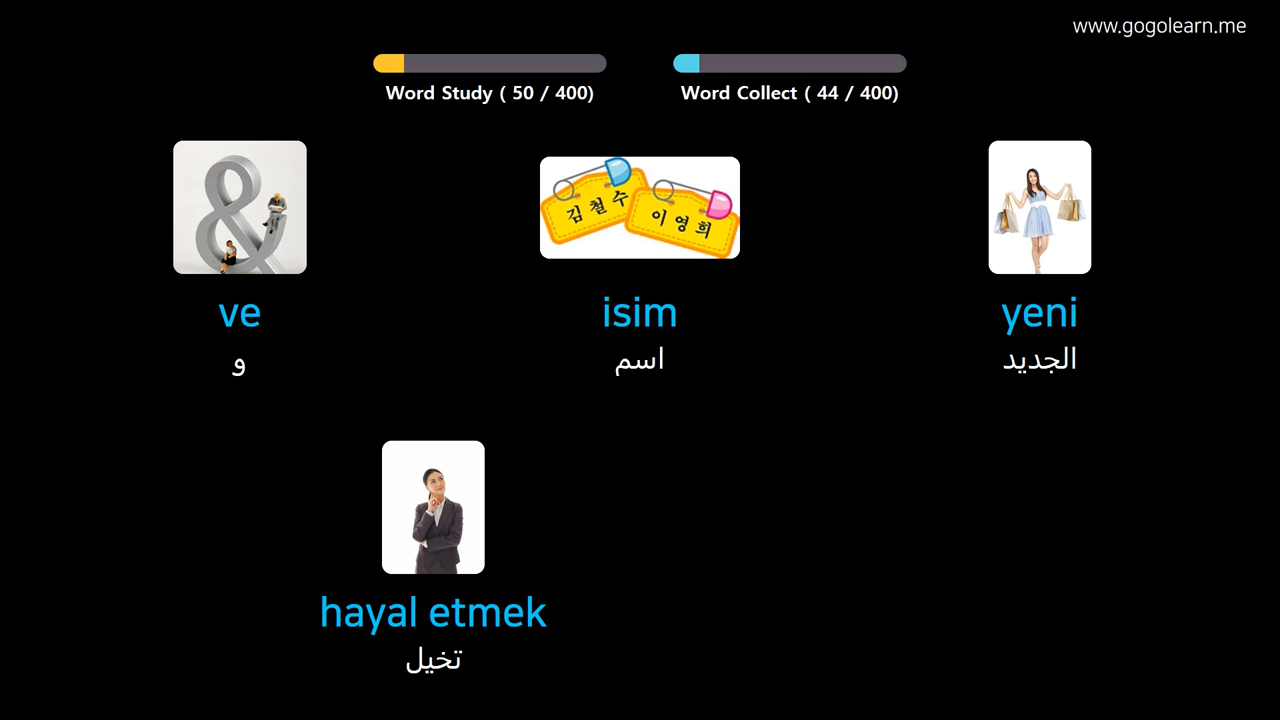 www.gogolearn.me
Word Study ( 50 / 400)
Word Collect ( 44 / 400)
&
김철수
이영희
ve
isim
yeni
و
اسم
الجديد
hayal etmek
تخيل